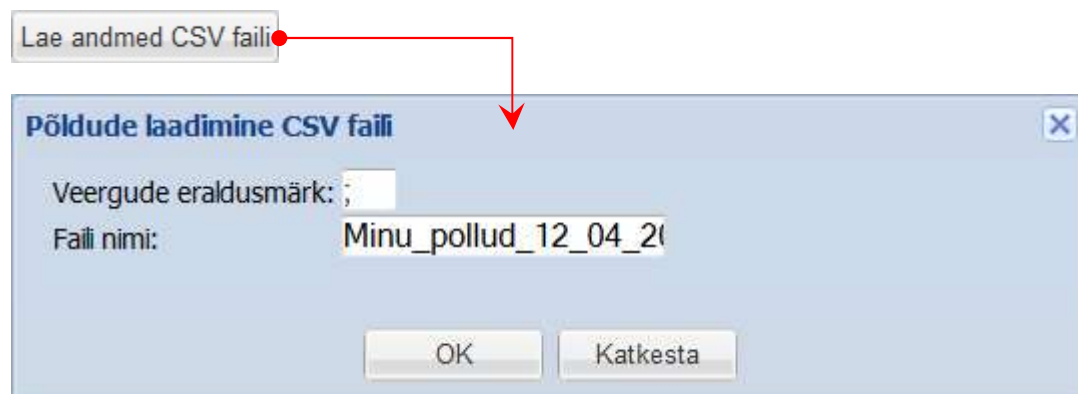 Lae andmed CSV faili
Põldude laadimine CSV faili
Veergude eraldusmärk: ;
Faili nimi: Minu_pollud_12_04_2
OK Katkesta